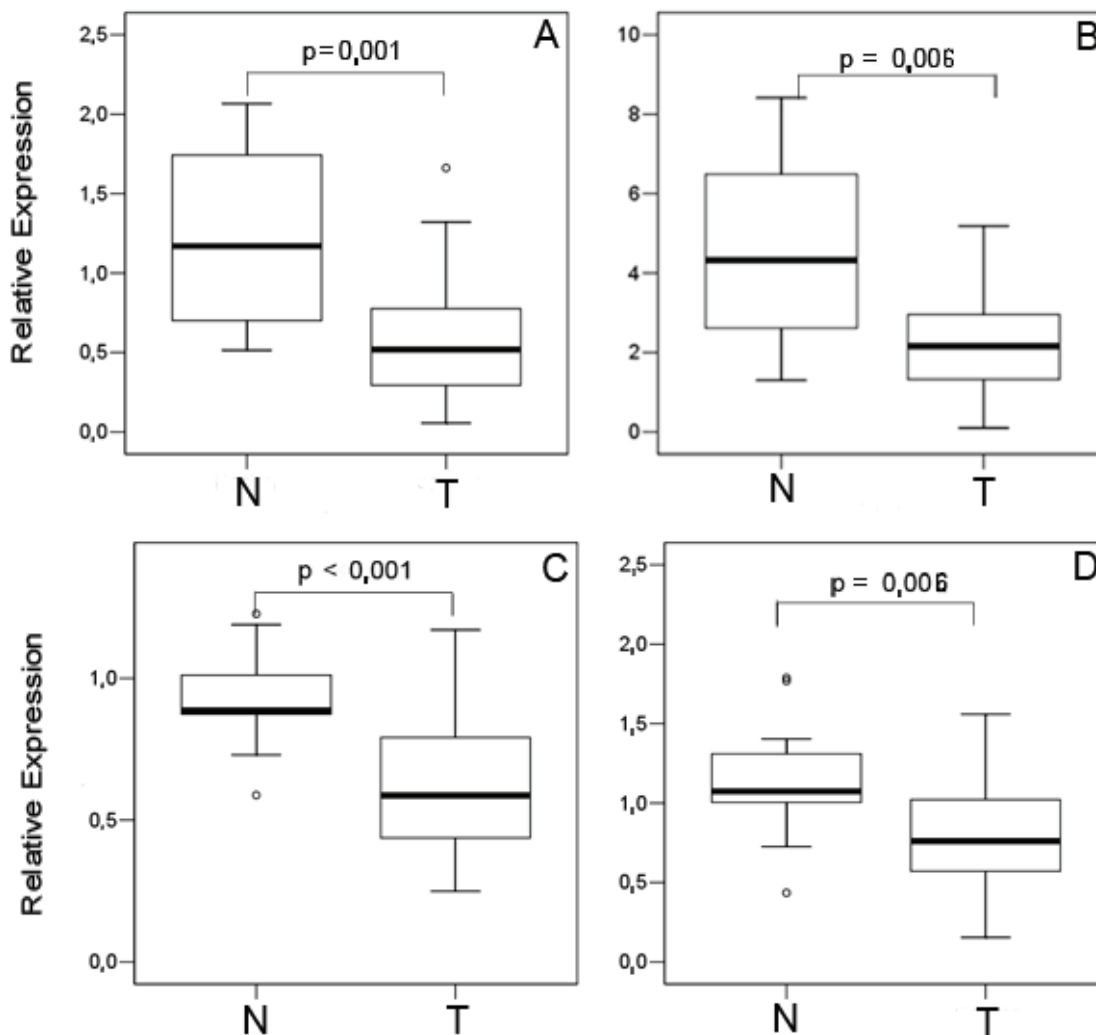 A
p=0,001
Relative Expression
2,5
2,0
1,5
1,0
0,5
0,0
N T
B
p = 0,006
10
8
6
4
2
0
N T
C
p < 0,001
Relative Expression
1,0
0,5
0,0
N T
D
p = 0,006
2,5
2,0
1,5
1,0
0,5
0,0
N T